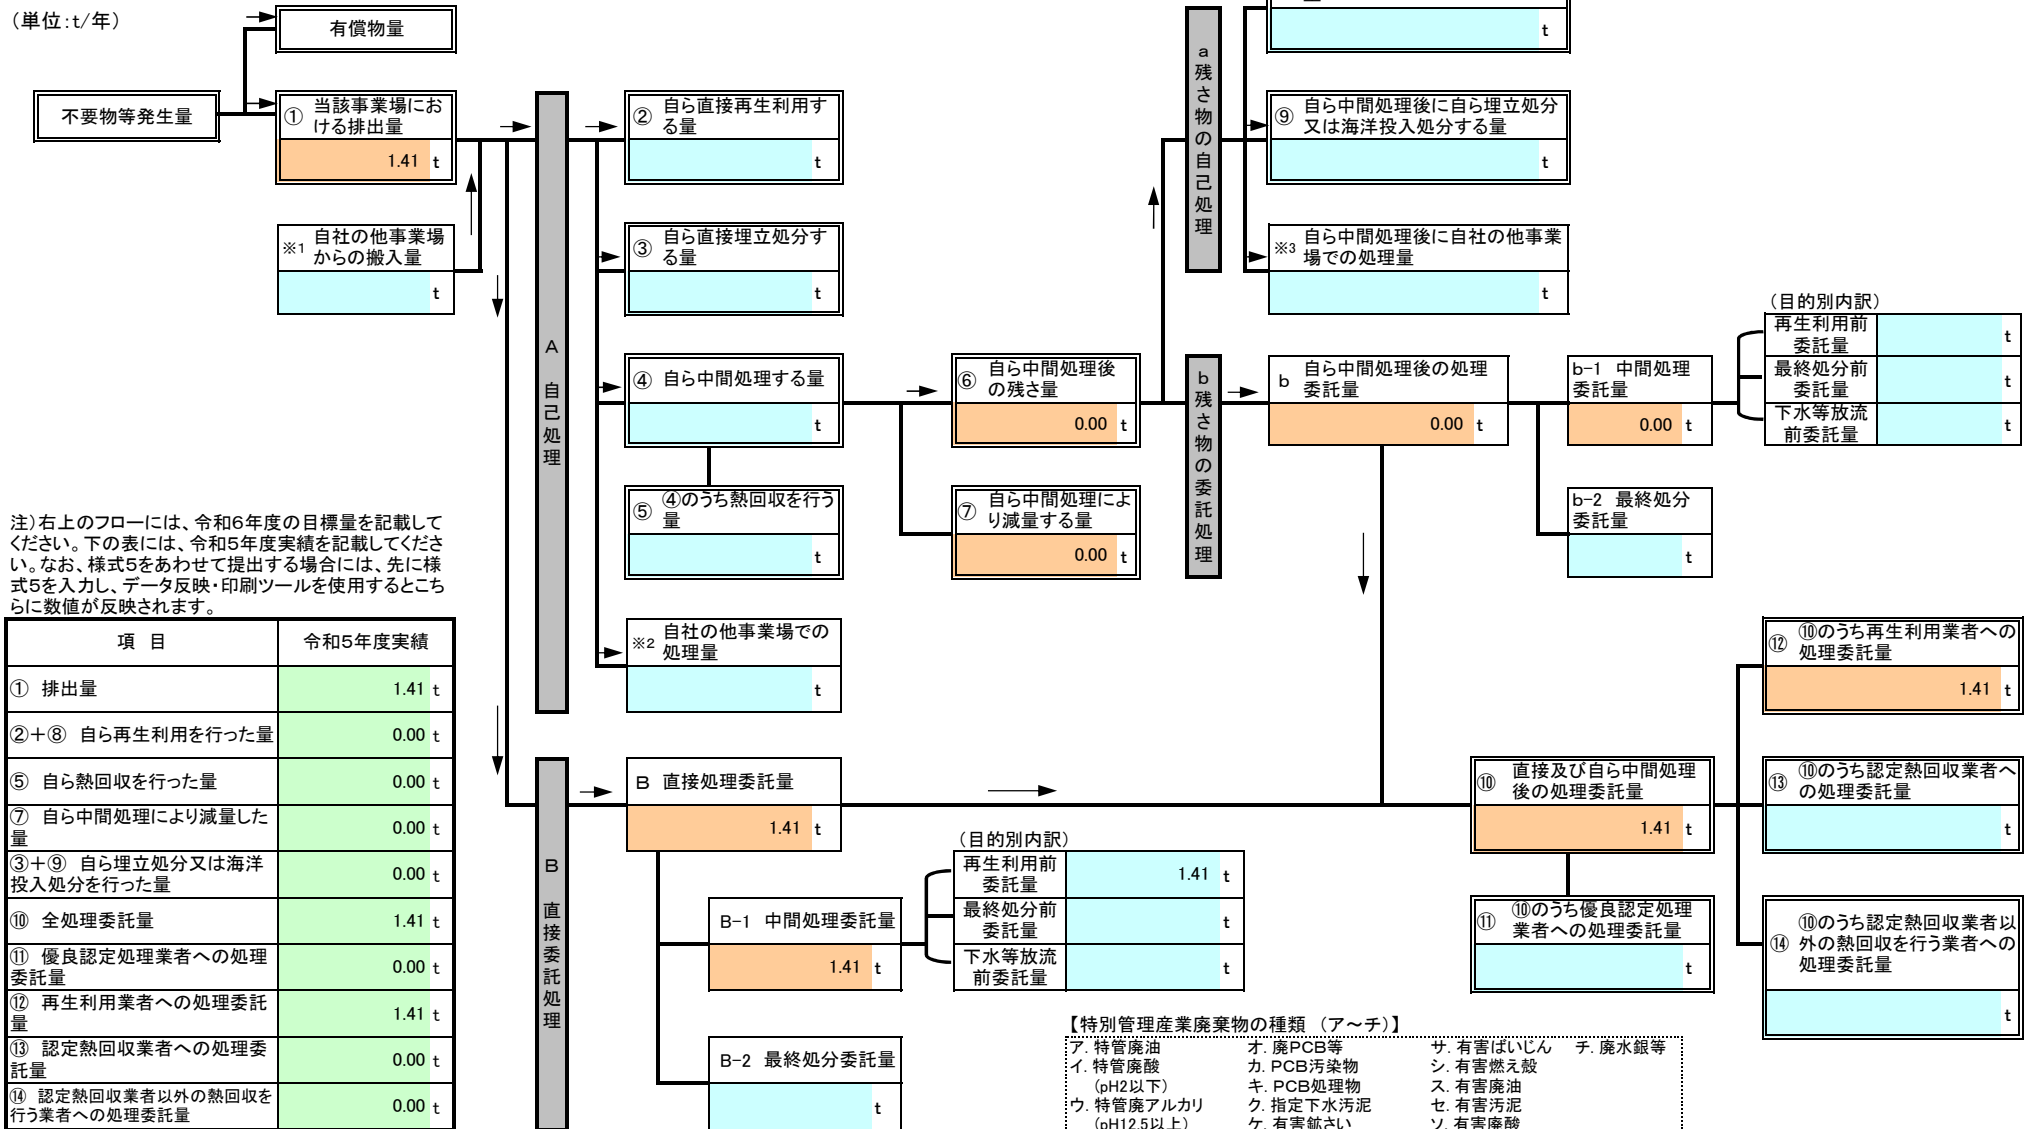 (単位:t/年)
有償物量
不要物等発生量
① 当該事業場にお
ける排出量
1.41 t
※1 自社の他事業場
からの搬入量
t
A 自己処理
② 自ら直接再生利用す
る量
t
③ 自ら直接埋立処分す
る量
t
④ 自ら中間処理する量
t
⑤ ④のうち熱回収を行う
量
t
※2 自社の他事業場での
処理量
t
⑥ 自ら中間処理後
の残さ量
0.00 t
⑦ 自ら中間処理によ
り減量する量
0.00 t
a 残さ物の自己処理
t
⑨ 自ら中間処理後に自ら埋立処分
又は海洋投入処分する量
t
※3 自ら中間処理後に自社の他事業
場での処理量
t
b 残さ物の委託処理
b 自ら中間処理後の処理
委託量
0.00 t
b-1 中間処理
委託量
0.00 t
b-2 最終処分
委託量
t
(目的別内訳)
再生利用前
委託量
t
最終処分前
委託量
t
下水等放流
前委託量
t
注)右上のフローには、令和6年度の目標量を記載して
ください。下の表には、令和5年度実績を記載してくださ
い。なお、様式5をあわせて提出する場合には、先に様
式5を入力し、データ反映・印刷ツールを使用するとこち
らに数値が反映されます。
項 目 令和5年度実績
① 排出量 1.41 t
②+⑧ 自ら再生利用を行った量 0.00 t
⑤ 自ら熱回収を行った量 0.00 t
⑦ 自ら中間処理により減量した
量 0.00 t
③+⑨ 自ら埋立処分又は海洋
投入処分を行った量 0.00 t
⑩ 全処理委託量 1.41 t
⑪ 優良認定処理業者への処理
委託量 0.00 t
⑫ 再生利用業者への処理委託
量 1.41 t
⑬ 認定熱回収業者への処理委
託量 0.00 t
⑭ 認定熱回収業者以外の熱回収を
行う業者への処理委託量 0.00 t
B 直接委託処理
B 直接処理委託量
1.41 t
B-1 中間処理委託量
1.41 t
B-2 最終処分委託量
t
(目的別内訳)
再生利用前
委託量
1.41 t
最終処分前
委託量
t
下水等放流
前委託量
t
⑩ 直接及び自ら中間処理
後の処理委託量
1.41 t
⑪ ⑩のうち優良認定処理
業者への処理委託量
t
⑫ ⑩のうち再生利用業者への
処理委託量
1.41 t
⑬ ⑩のうち認定熱回収業者へ
の処理委託量
t
⑭ ⑩のうち認定熱回収業者以
外の熱回収を行う業者への
処理委託量
t
【特別管理産業廃棄物の種類 (ア~チ)】
ア. 特管廃油 オ. 廃PCB等 サ. 有害ばいじん チ. 廃水銀等
イ. 特管廃酸 カ. PCB汚染物 シ. 有害燃え殻
(pH2以下) キ. PCB処理物 ス. 有害廃油
ウ. 特管廃アルカリ ク. 指定下水汚泥 セ. 有害汚泥
(pH12.5以上) ケ. 有害鉱さい ソ. 有害廃酸